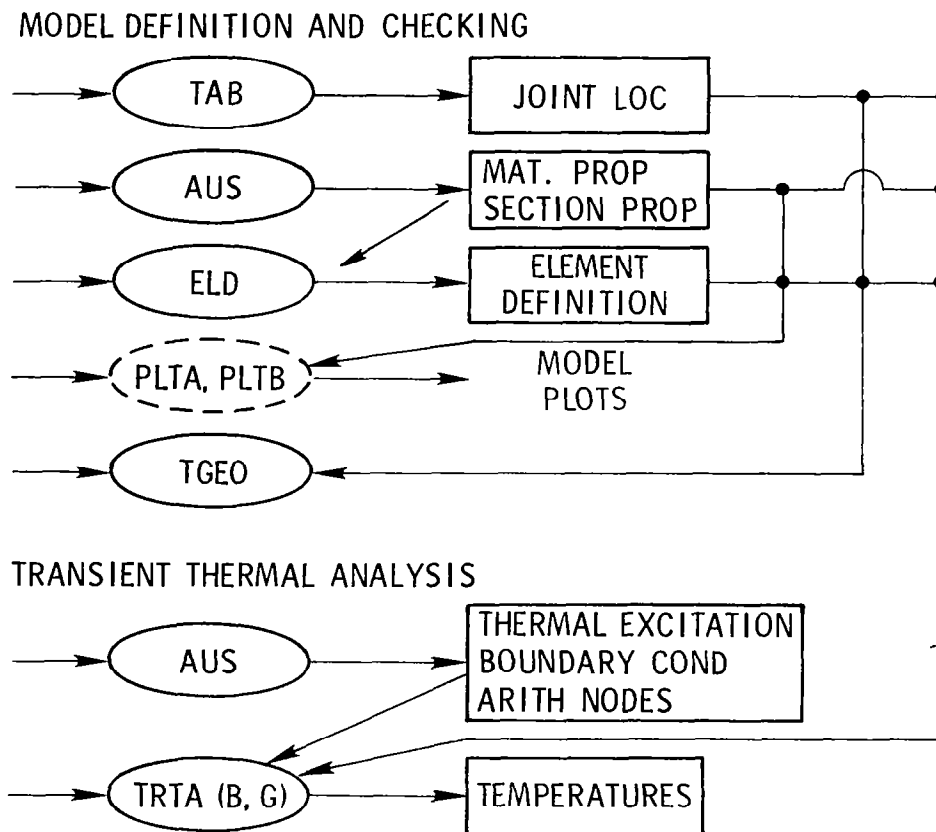 MODEL DEFINITION AND CHECKING
TAB
JOINT LOC
AUS
MAT. PROP
SECTION PROP
ELD
ELEMENT
DEFINITION
PLTA, PLTB
MODEL
PLOTS
TGEO
TRANSIENT THERMAL ANALYSIS
AUS
THERMAL EXCITATION
BOUNDARY COND
ARITH NODES
TRTA (B, G)
TEMPERATURES